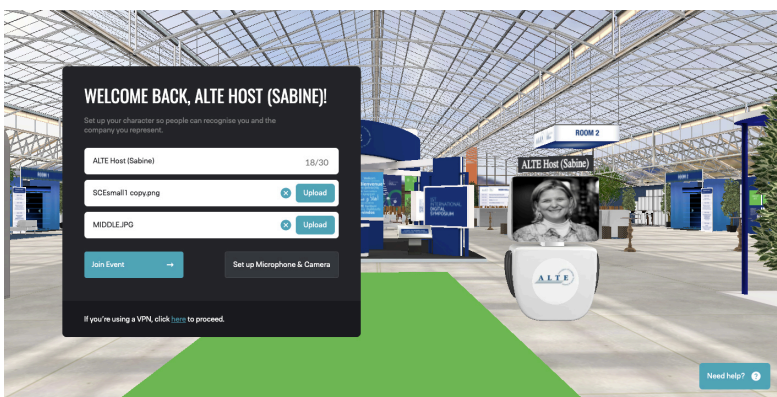 WELCOME BACK, ALTE HOST (SABINE)!
Set up your character so people can recognise you and the
company you represent.
ALTE Host (Sabine) 18/30
SCEsmall1 copy.png Upload
MIDDLE.JPG Upload
Join Event → Set up Microphone & Camera
If you're using a VPN, click here to proceed.
ROOM 2
ALTE Host (Sabine)
INTERNATIONAL
DIGITAL
SYMPOSIUM
ALTE
Need help? ?